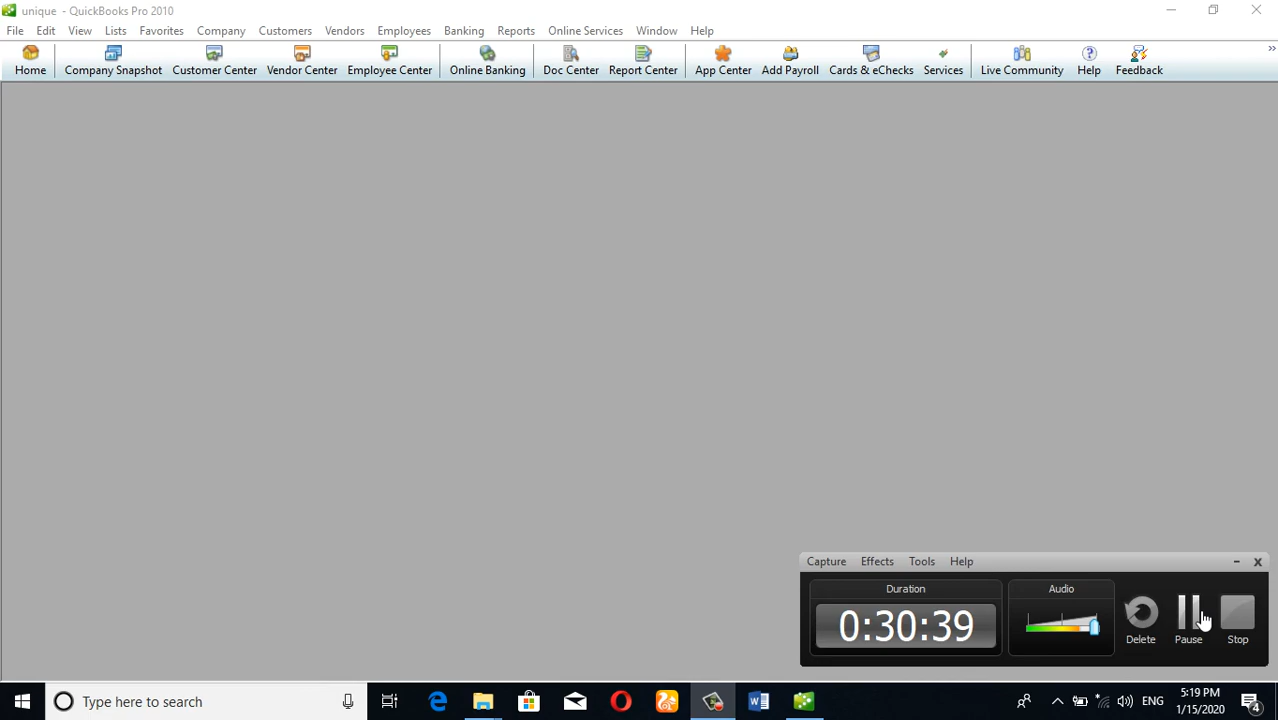 unique - QuickBooks Pro 2010
File Edit View Lists Favorites Company Customers Vendors Employees Banking Reports Online Services Window Help
Home Company Snapshot Customer Center Vendor Center Employee Center Online Banking Doc Center Report Center App Center Add Payroll Cards & eChecks Services Live Community Help Feedback
Capture Effects Tools Help
Duration Audio
0:30:39
Delete Pause Stop
Type here to search
ENG
5:19 PM
1/15/2020
4